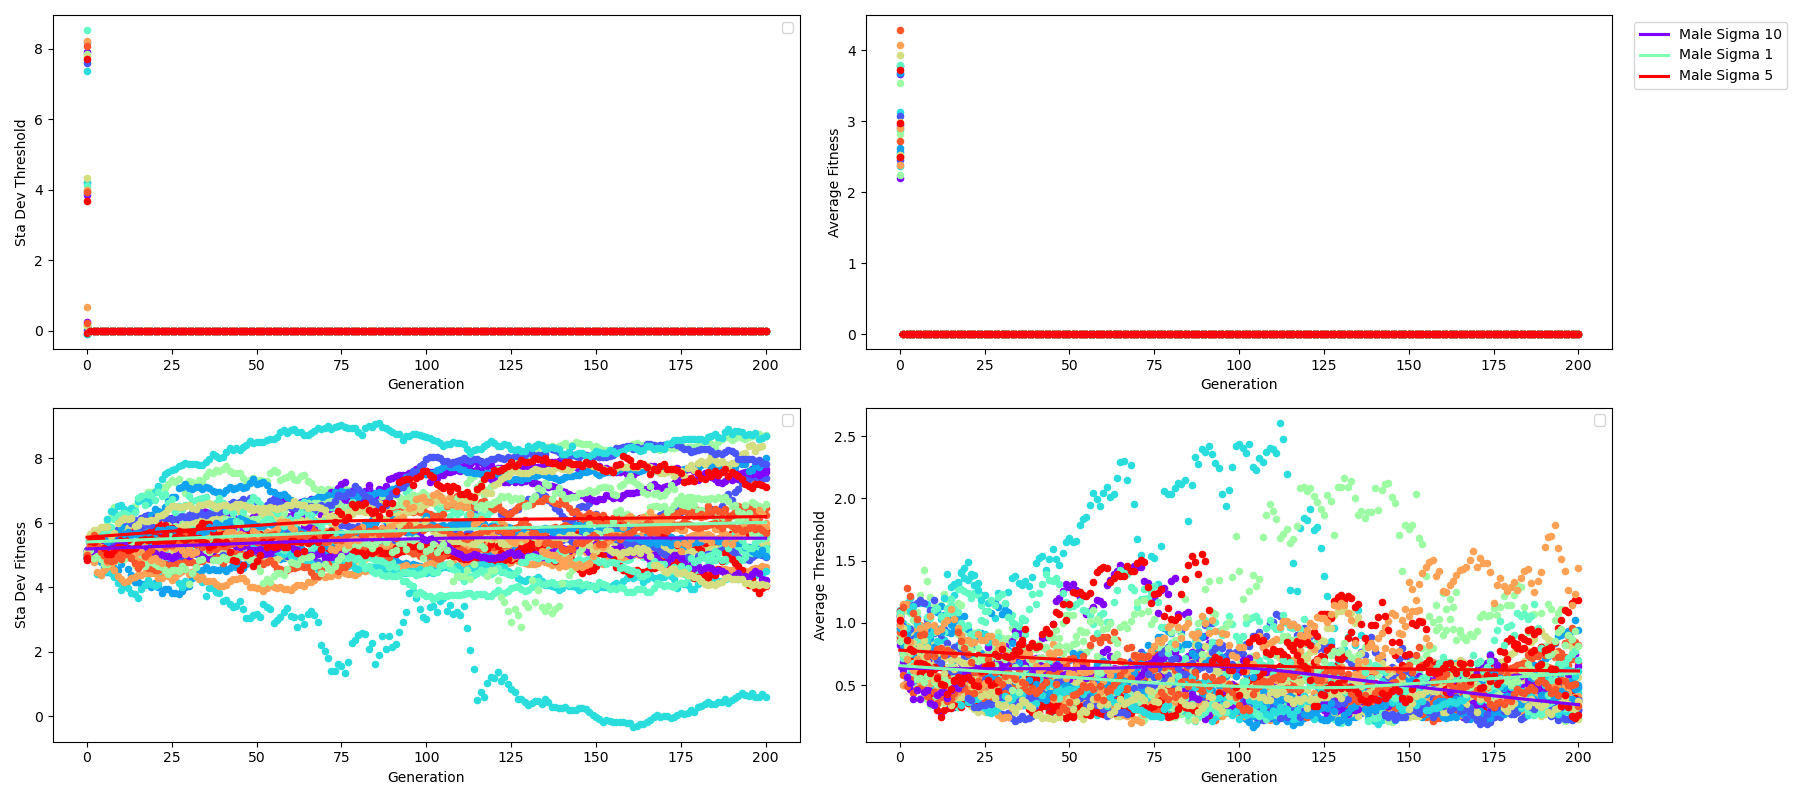 Sta Dev Threshold
8
6
4
2
0
0 25 50 75 100 125 150 175 200
Generation
Average Fitness
4
3
2
1
0
0 25 50 75 100 125 150 175 200
Generation
Male Sigma 10
Male Sigma 1
Male Sigma 5
Sta Dev Fitness
8
6
4
2
0
0 25 50 75 100 125 150 175 200
Generation
Average Threshold
2.5
2.0
1.5
1.0
0.5
0 25 50 75 100 125 150 175 200
Generation